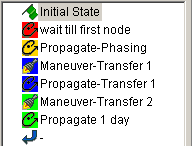 Initial State
wait till first node
Propagate-Phasing
Maneuver-Transfer 1
Propagate-Transfer 1
Maneuver-Transfer 2
Propagate 1 day
-